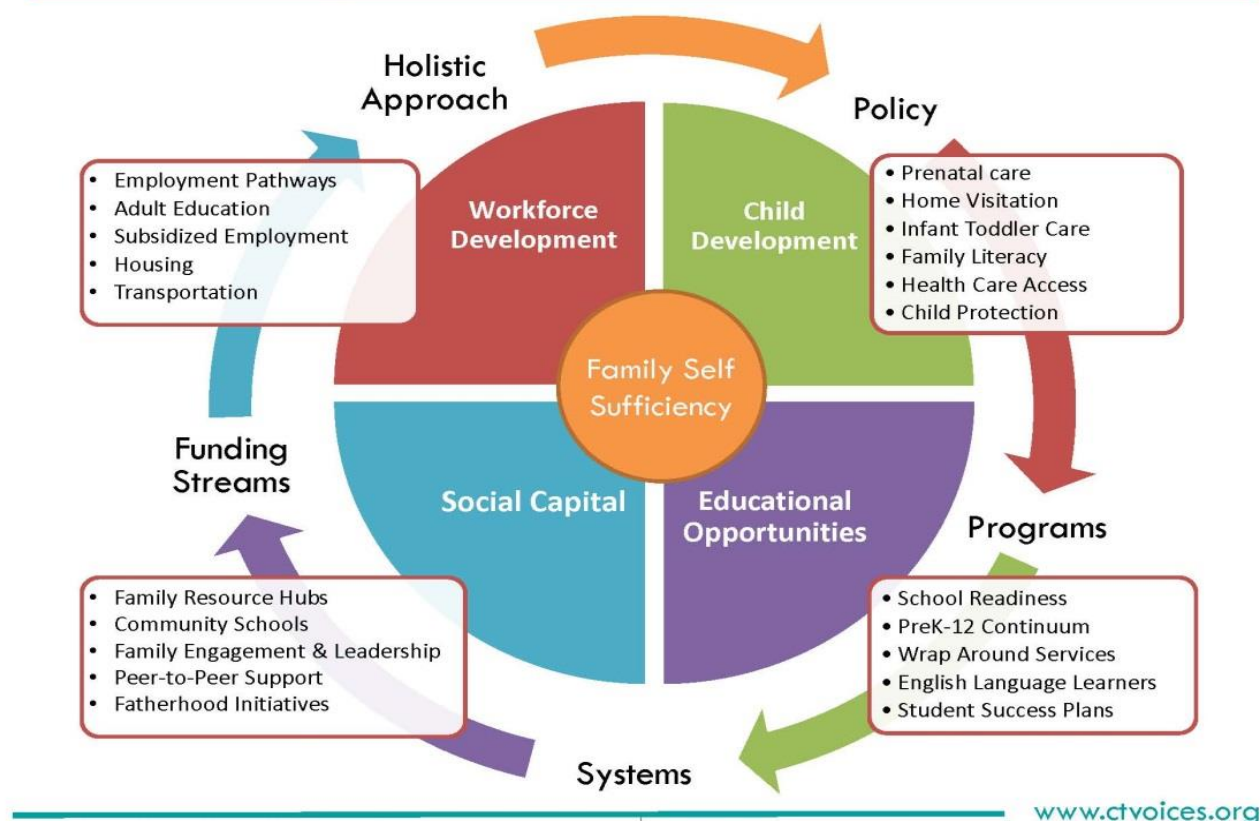 Holistic
Approach
Policy
• Employment Pathways
• Adult Education
• Subsidized Employment
• Housing
• Transportation
Workforce
Development
Child
Development
• Prenatal care
• Home Visitation
• Infant Toddler Care
• Family Literacy
• Health Care Access
• Child Protection
Family Self
Sufficiency
Funding
Streams
Social Capital
Educational
Opportunities
Programs
• Family Resource Hubs
• Community Schools
• Family Engagement & Leadership
• Peer-to-Peer Support
• Fatherhood Initiatives
• School Readiness
• PreK-12 Continuum
• Wrap Around Services
• English Language Learners
• Student Success Plans
Systems
www.ctvoices.org